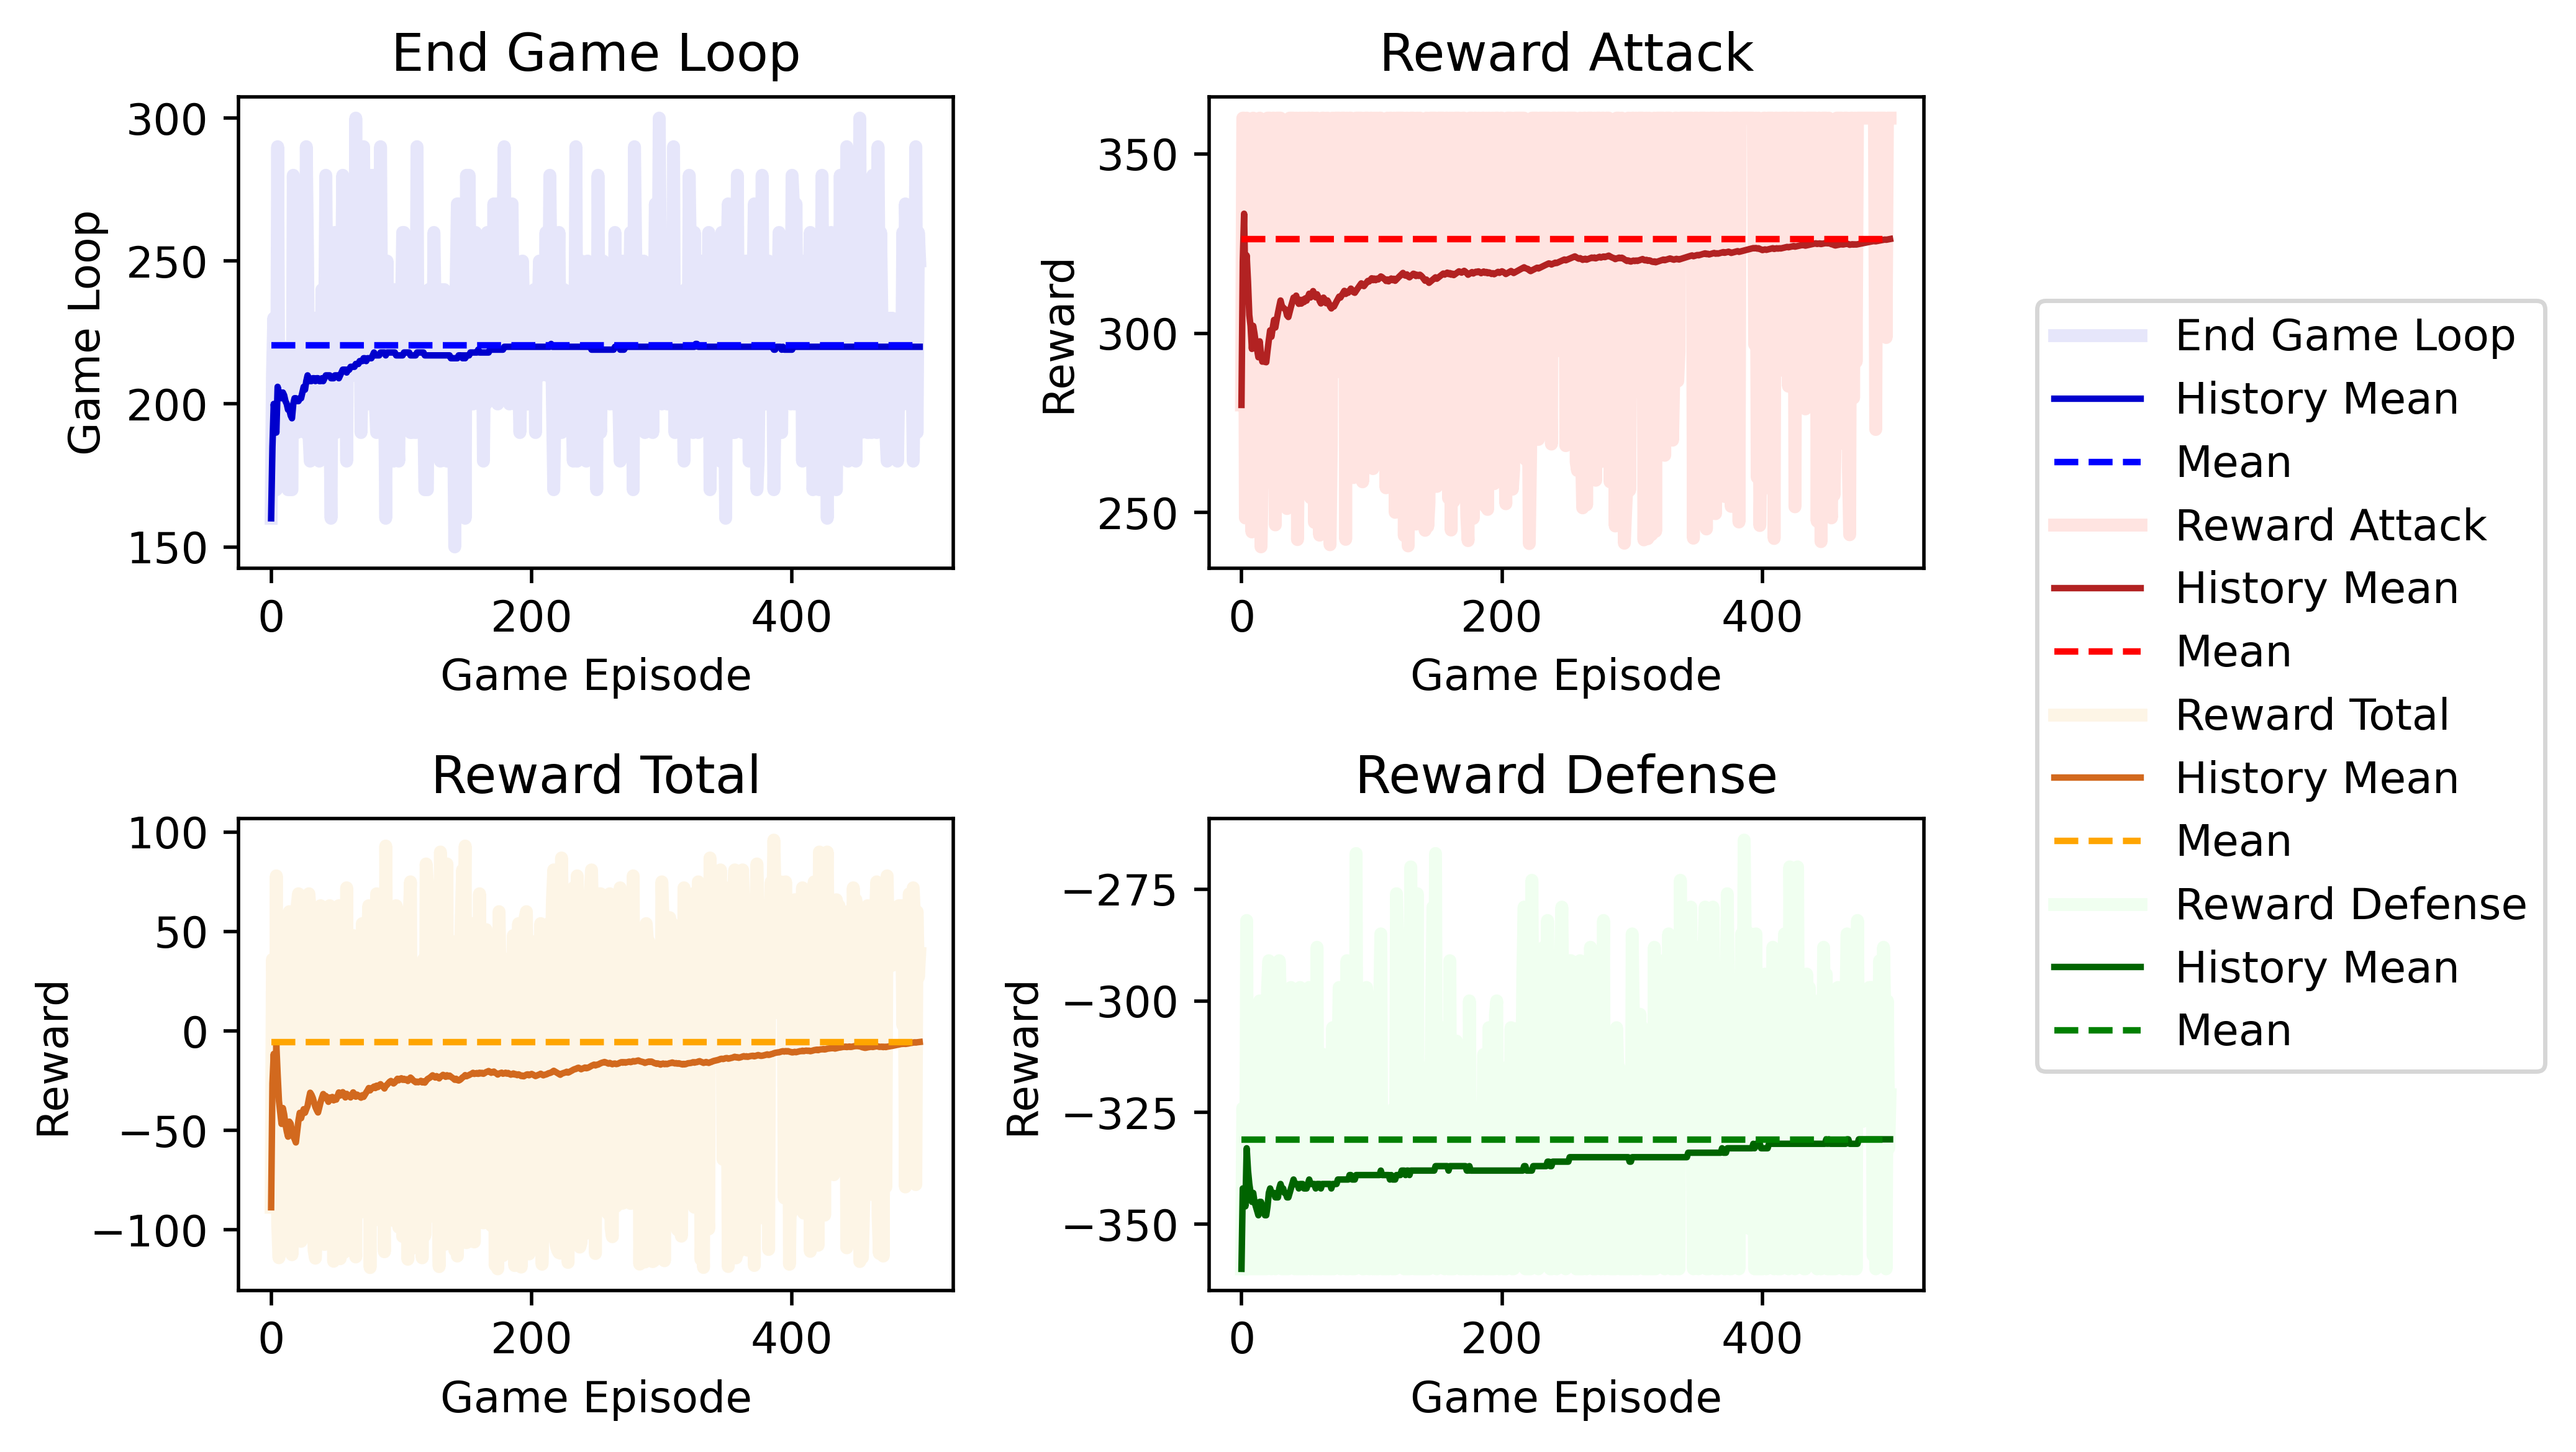 End Game Loop
300
250
200
150
Game Loop
0 200 400
Game Episode
Reward Attack
350
300
250
Reward
0 200 400
Game Episode
Reward Total
100
50
0
−50
−100
Reward
0 200 400
Game Episode
Reward Defense
−275
−300
−325
−350
Reward
0 200 400
Game Episode
End Game Loop
History Mean
Mean
Reward Attack
History Mean
Mean
Reward Total
History Mean
Mean
Reward Defense
History Mean
Mean